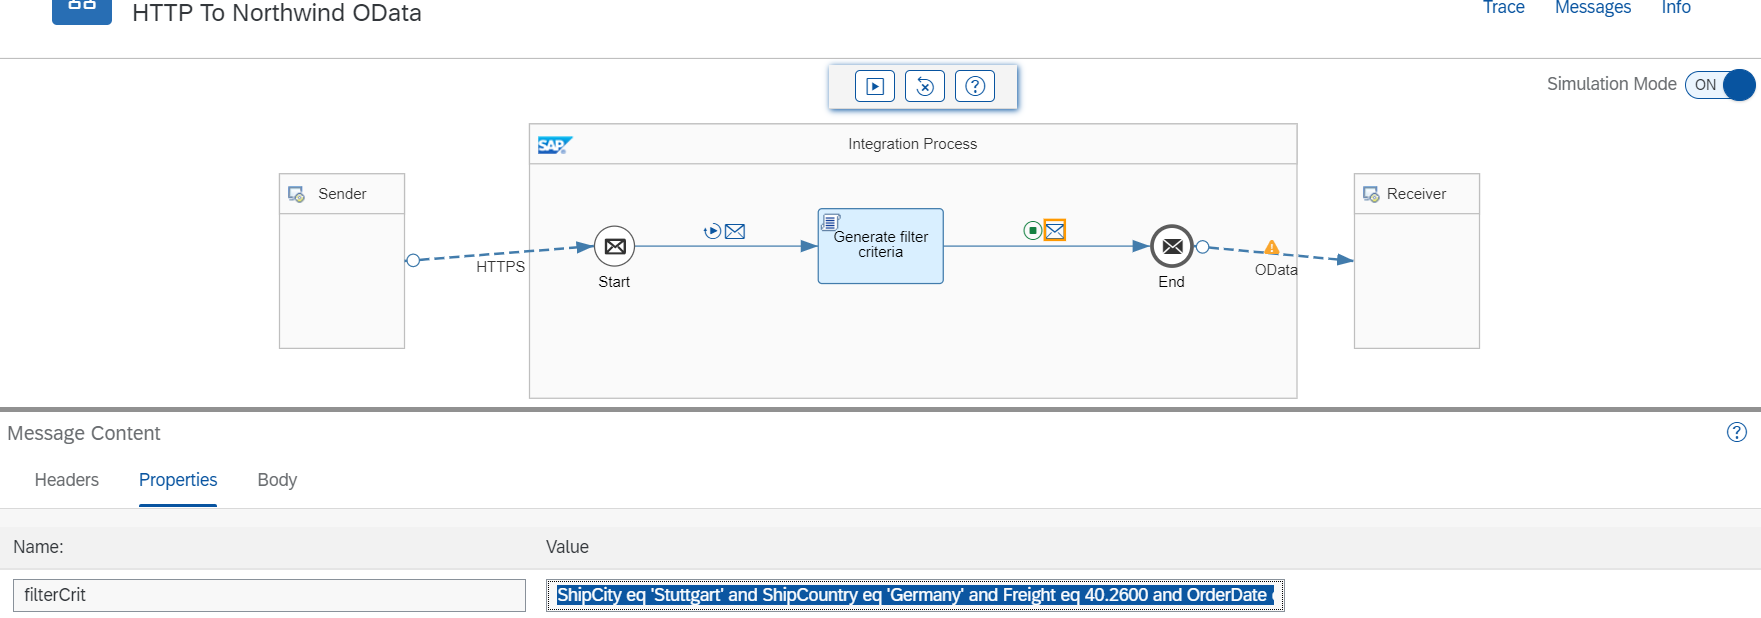 HTTP To Northwind OData
Trace Messages Info
Simulation Mode ON
SAP Integration Process
Sender
Receiver
Generate filter
criteria
HTTPS
OData
Start
End
Message Content
Headers Properties Body
Name: Value
filterCrit ShipCity eq 'Stuttgart' and ShipCountry eq 'Germany' and Freight eq 40.2600 and OrderDate